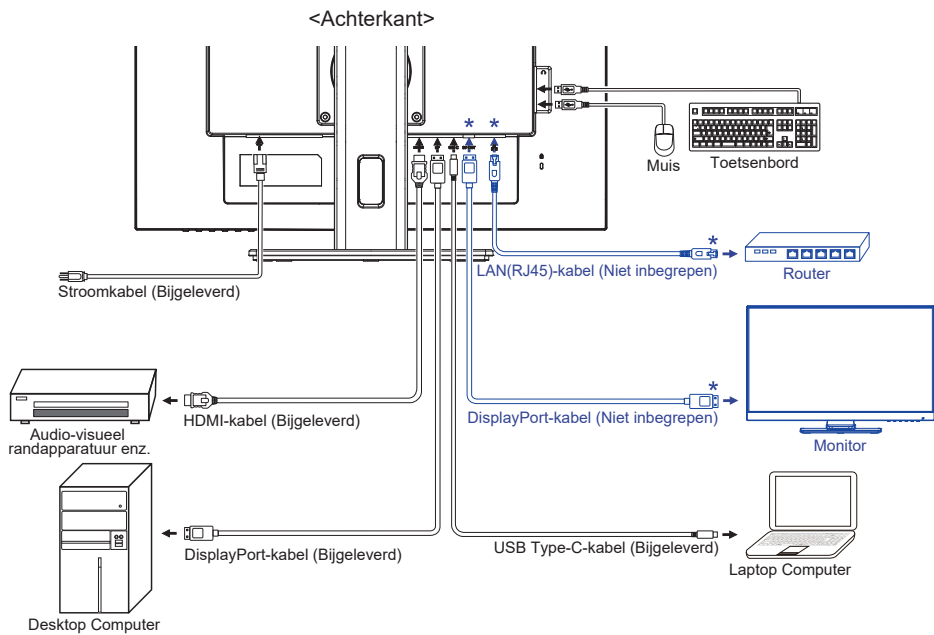 <Achterkant>
*
*
Muis
Toetsenbord
*
LAN(RJ45)-kabel (Niet inbegrepen)
Router
Stroomkabel (Bijgeleverd)
HDMI-kabel (Bijgeleverd)
Audio-visueel
randapparatuur enz.
*
DisplayPort-kabel (Niet inbegrepen)
Monitor
DisplayPort-kabel (Bijgeleverd)
USB Type-C-kabel (Bijgeleverd)
Laptop Computer
Desktop Computer